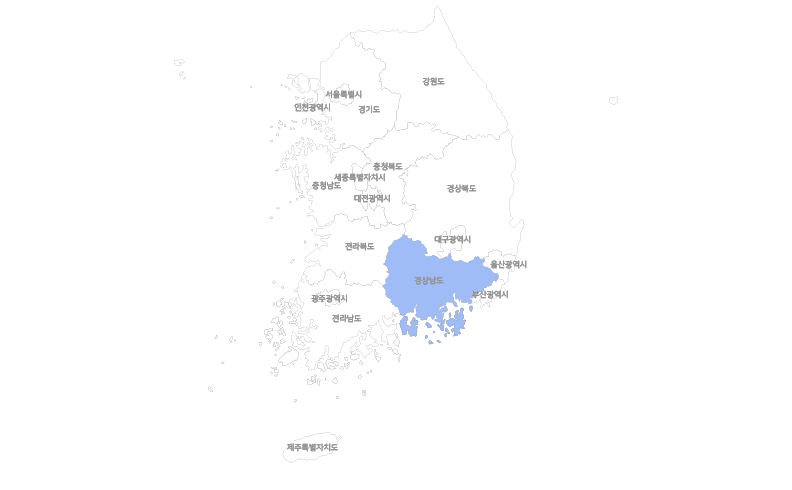 강원도
서울특별시
인천광역시
경기도
충청북도
세종특별자치시
충청남도
경상북도
대전광역시
대구광역시
전라북도
울산광역시
경상남도
부산광역시
광주광역시
전라남도
제주특별자치도